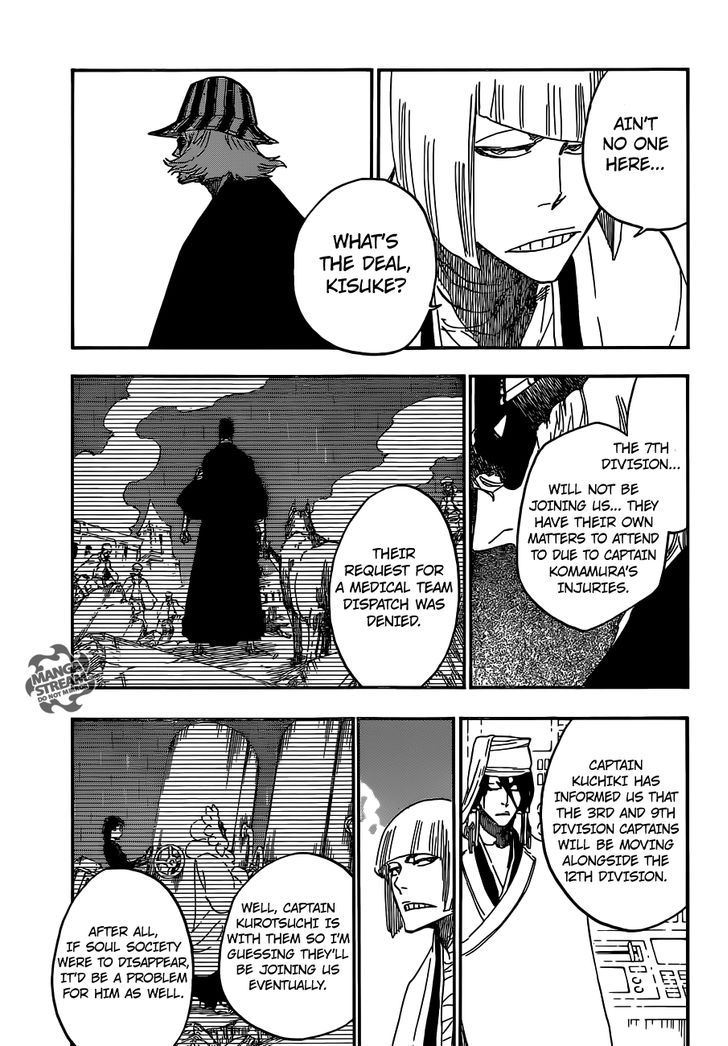 AIN'T
NO ONE
HERE...
WHAT'S
THE DEAL,
KISUKE?
THE 7TH
DIVISION...
WILL NOT BE
JOINING US... THEY
HAVE THEIR OWN
MATTERS TO ATTEND
TO DUE TO CAPTAIN
KOMAMURA'S
INJURIES.
THEIR
REQUEST FOR
A MEDICAL TEAM
DISPATCH WAS
DENIED.
MANGA
STREAM
DO NOT MIRROR
CAPTAIN
KUCHIKI HAS
INFORMED US THAT
THE 3RD AND 9TH
DIVISION CAPTAINS
WILL BE MOVING
ALONGSIDE THE
12TH DIVISION.
WELL, CAPTAIN
KUROTSUCHI IS
WITH THEM SO I'M
GUESSING THEY'LL
BE JOINING US
EVENTUALLY.
AFTER ALL,
IF SOUL SOCIETY
WERE TO DISAPPEAR,
IT'D BE A PROBLEM
FOR HIM AS WELL.